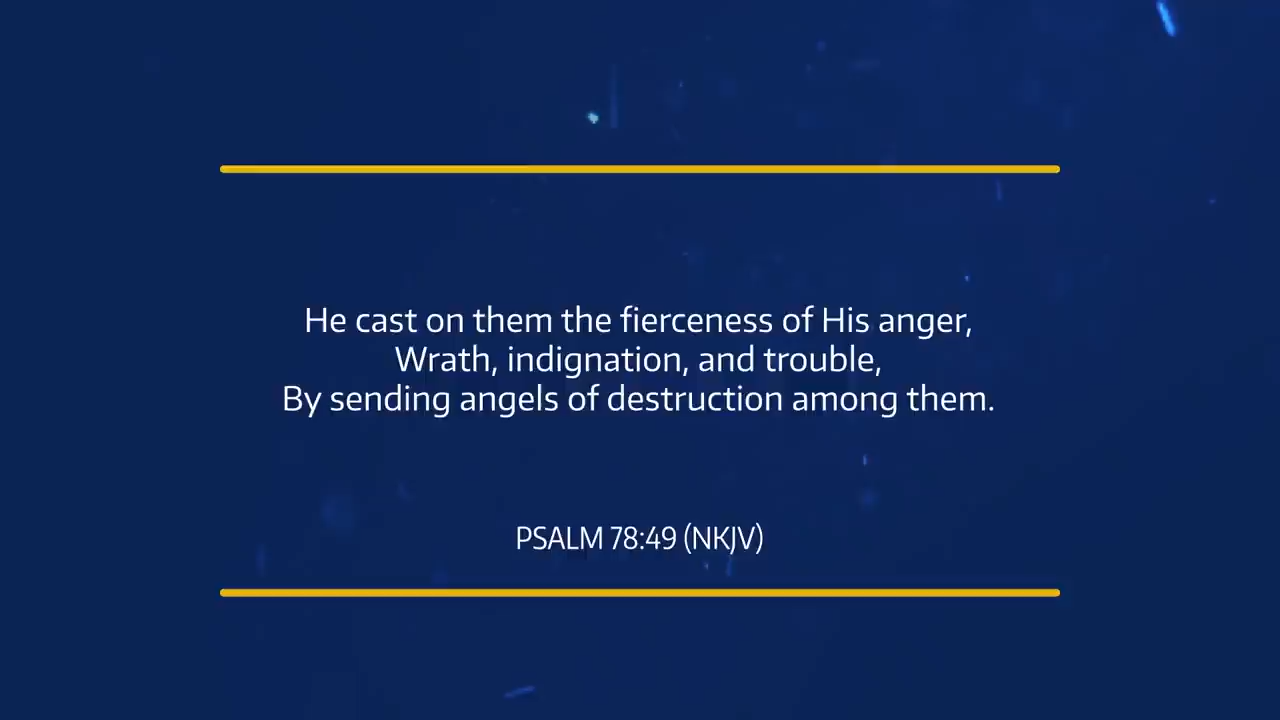 He cast on them the fierceness of His anger,
Wrath, indignation, and trouble,
By sending angels of destruction among them.
PSALM 78:49 (NKJV)